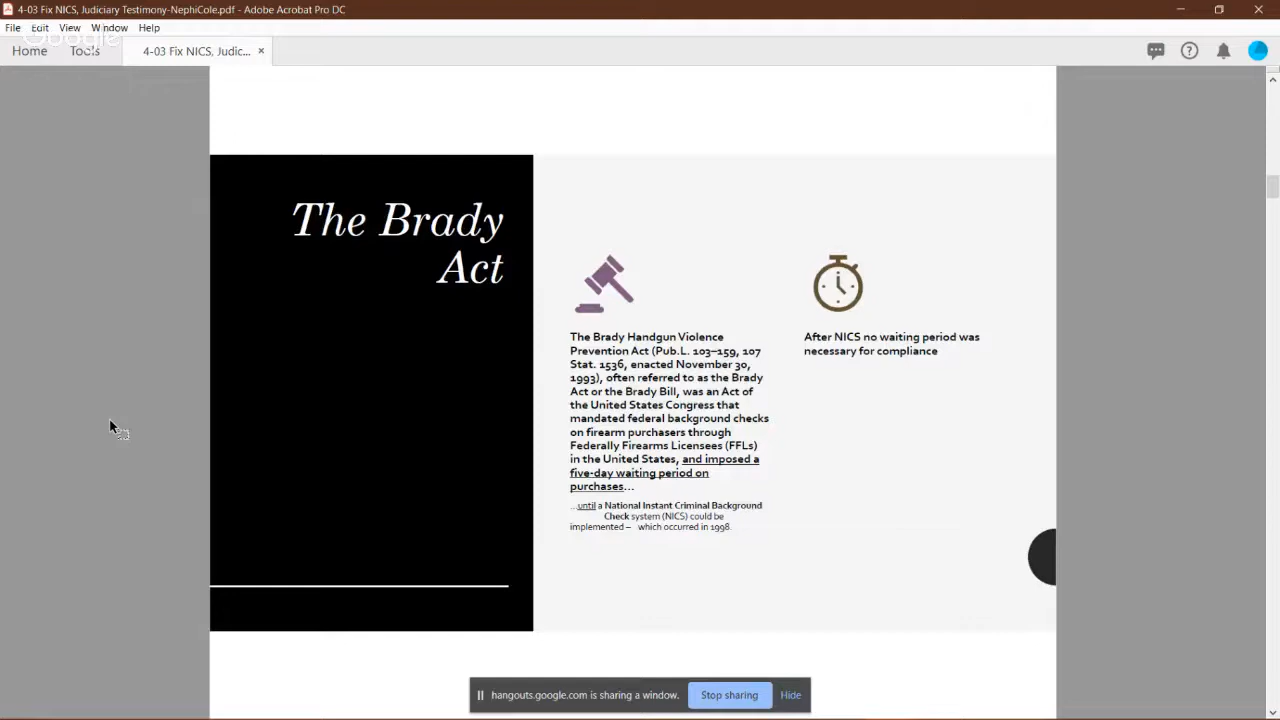 4-03 Fix NICS, Judiciary Testimony-NephiCole.pdf - Adobe Acrobat Pro DC
File Edit View Window Help
Google
Home Tools 4-03 Fix NICS, Judic... ×
The Brady
Act
The Brady Handgun Violence
Prevention Act (Pub.L. 103–159, 107
Stat. 1536, enacted November 30,
1993), often referred to as the Brady
Act or the Brady Bill, was an Act of
the United States Congress that
mandated federal background checks
on firearm purchasers through
Federally Firearms Licensees (FFLs)
in the United States, and imposed a
five-day waiting period on
purchases...
...until a National Instant Criminal Background
Check system (NICS) could be
implemented – which occurred in 1998.
After NICS no waiting period was
necessary for compliance
hangouts.google.com is sharing a window. Stop sharing Hide